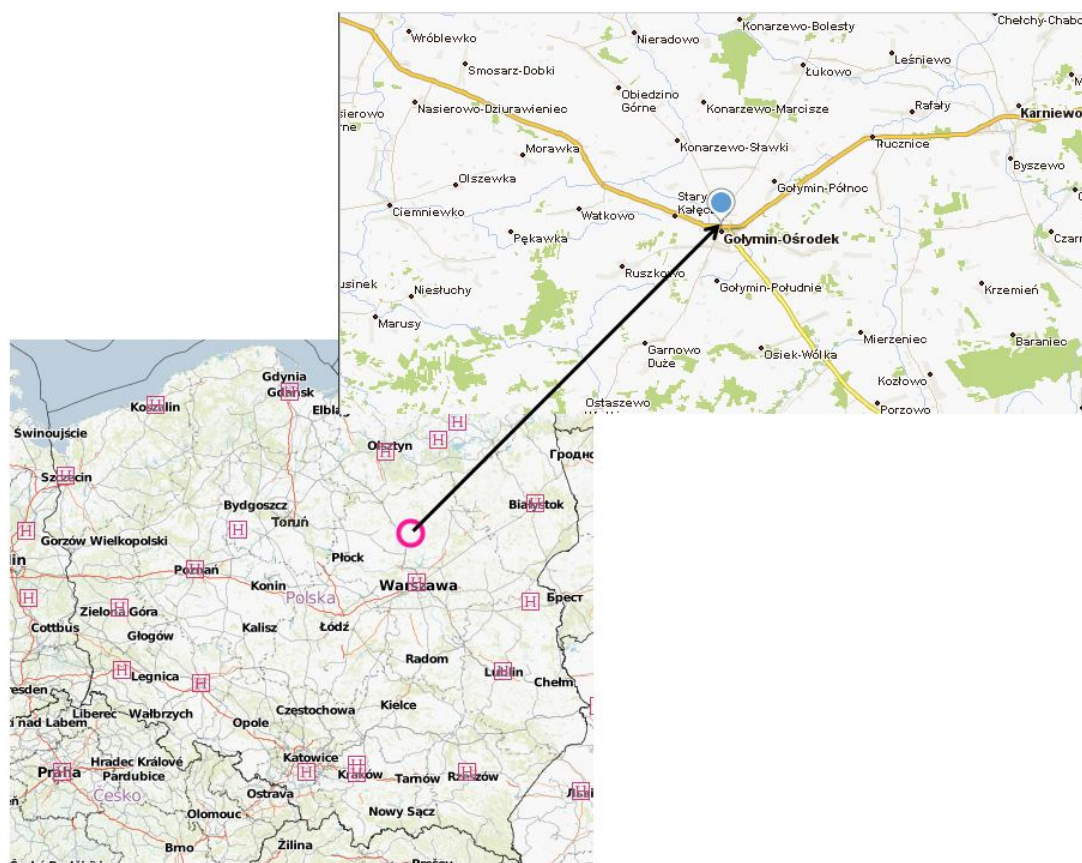 Chełchy-Chabo
Konarzewo-Bolesty
Wróblewko
Nieradowo
Leśniewo
Smosarz-Dobki
Łukowo
Obiedzino
Górne
Nasierowo-Dziurawieniec
Konarzewo-Marcisze
Rafały
Karniewo
Konarzewo-Sławki
Tłucznice
Morawka
Byszewo
Olszewka
Gołymin-Północ
Stary
Ciemniewko
Watkowo
Pękawka
Gołymin-Ośrodek
Ruszkowo
Gołymin-Południe
Niesłuchy
Krzemień
Marusy
Mierzeniec
Baraniec
Garnowo
Duże
Osiek-Wólka
Kozłowo
Ostaszewo
Porzowo
Gdynia
Gdańsk
Koszalin
Świnoujście
Olsztyn
Szczecin
Białystok
Bydgoszcz
Toruń
Gorzów Wielkopolski
Płock
Poznań
Konin
Warszawa
Polska
Брест
Zielona Góra
Cottbus
Głogów
Kalisz
Łódź
Radom
Legnica
Lublin
Chełm
Kielce
Liberec
Wałbrzych
Częstochowa
Opole
Hradec Králové
Pardubice
Katowice
Praha
Kraków
Tarnów
Rzeszów
Česko
Ostrava
Olomouc
Nowy Sącz
Brno
Žilina